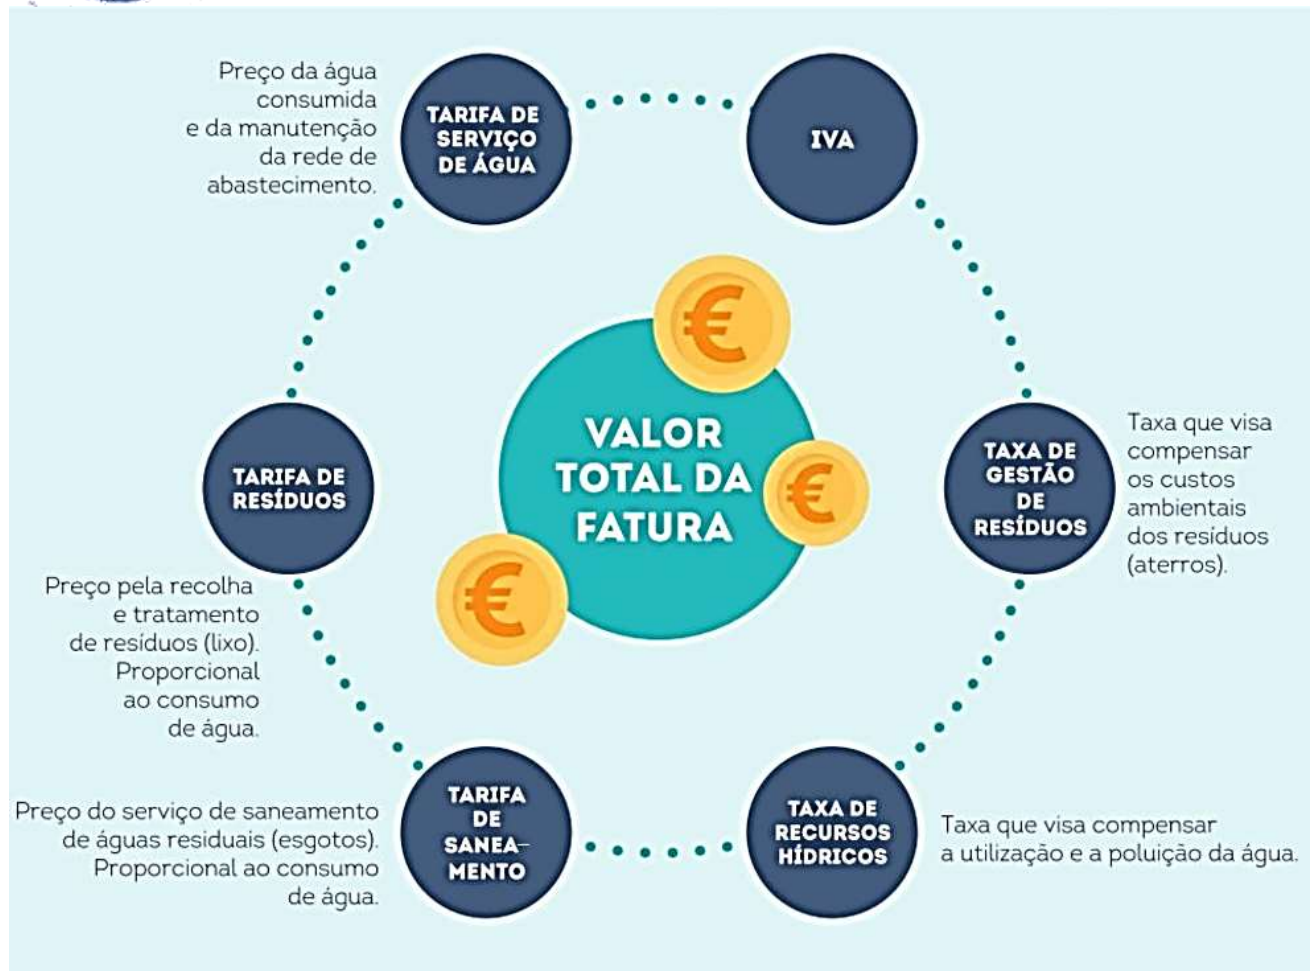 Preço da água
consumida
e da manutenção
da rede de
abastecimento.
TARIFA DE
SERVIÇO
DE ÁGUA
IVA
VALOR
TOTAL DA
FATURA
€
€
€
TARIFA DE
RESÍDUOS
Preço pela recolha
e tratamento
de resíduos (lixo).
Proporcional
ao consumo
de água.
TAXA DE
GESTÃO
DE
RESÍDUOS
Taxa que visa
compensar
os custos
ambientais
dos resíduos
(aterros).
Preço do serviço de saneamento
de águas residuais (esgotos).
Proporcional ao consumo
de água.
TARIFA
DE
SANEA-
MENTO
TAXA DE
RECURSOS
HÍDRICOS
Taxa que visa compensar
a utilização e a poluição da água.